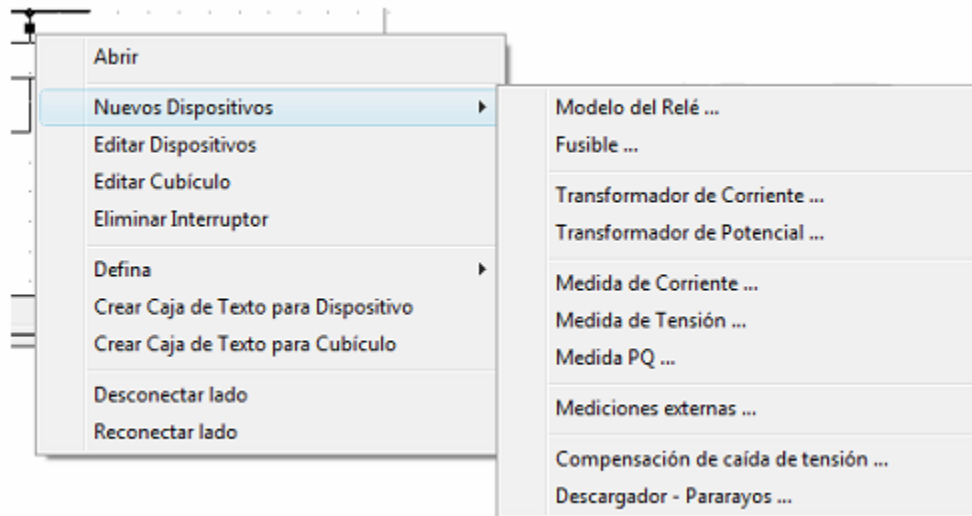 Abrir
Nuevos Dispositivos
Editar Dispositivos
Editar Cubículo
Eliminar Interruptor
Defina
Crear Caja de Texto para Dispositivo
Crear Caja de Texto para Cubículo
Desconectar lado
Reconectar lado
Modelo del Relé ...
Fusible ...
Transformador de Corriente ...
Transformador de Potencial ...
Medida de Corriente ...
Medida de Tensión ...
Medida PQ ...
Mediciones externas ...
Compensación de caída de tensión ...
Descargador - Pararayos ...